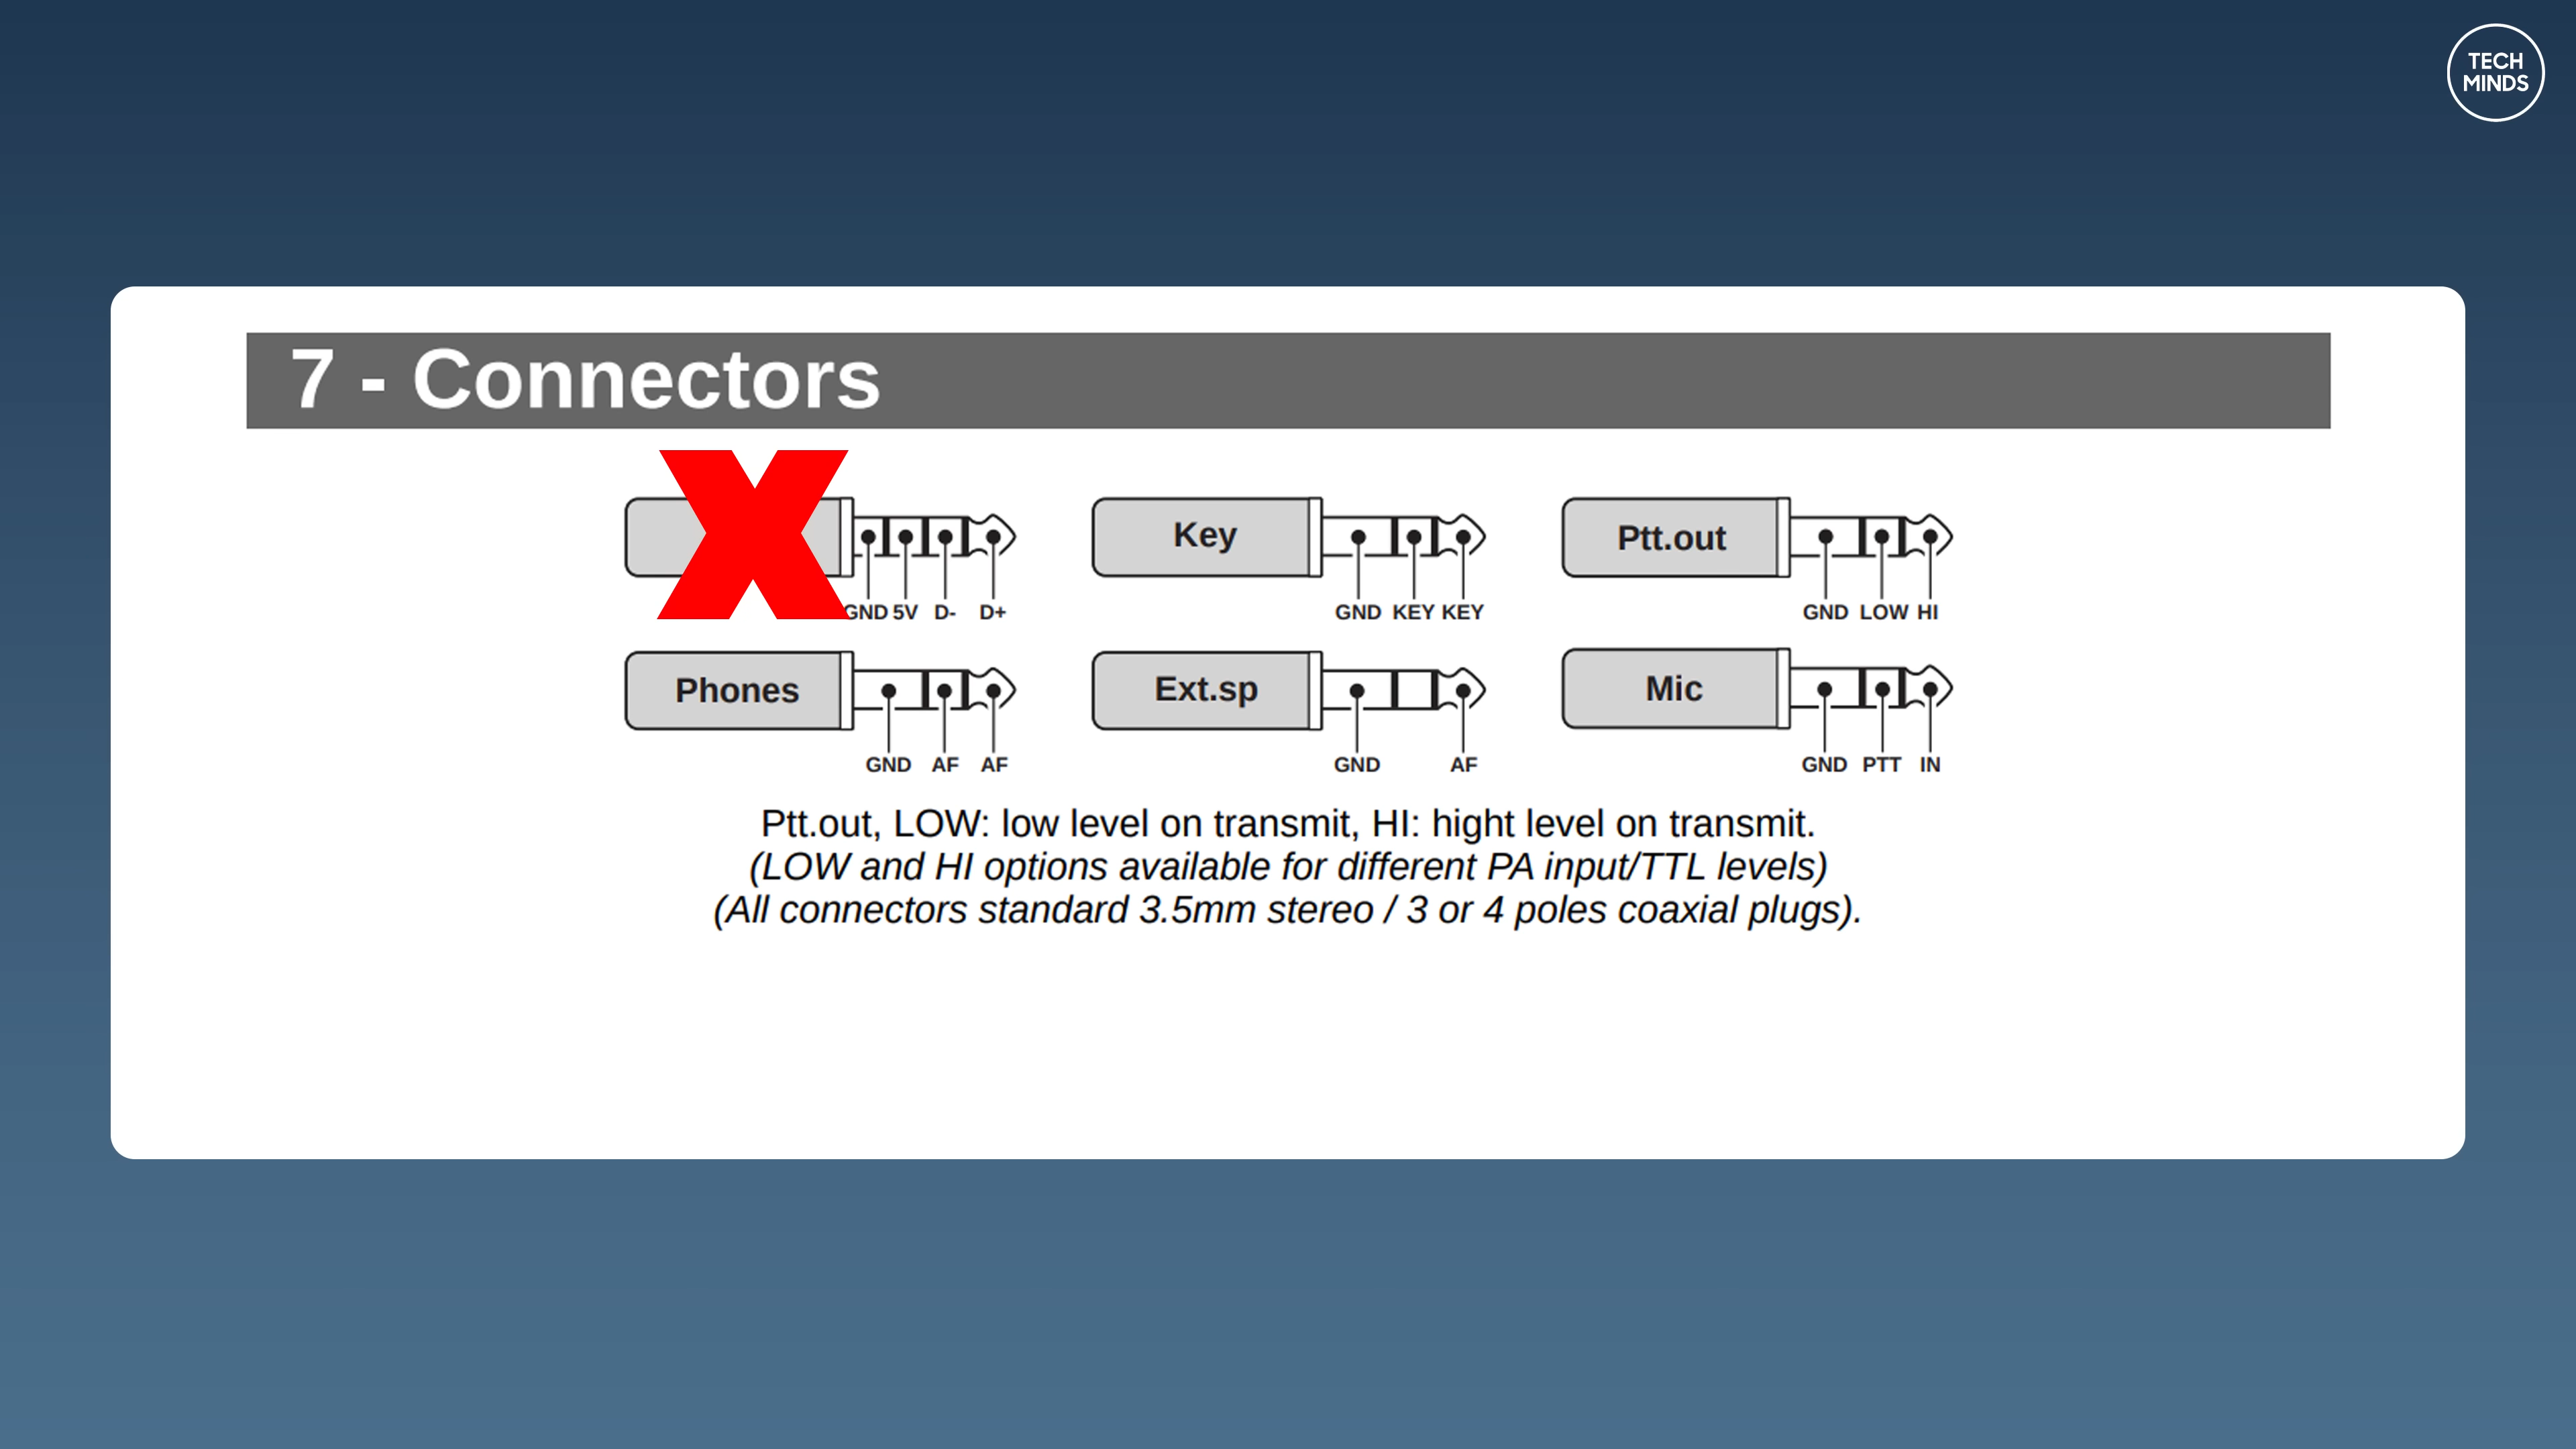 TECH
MINDS
7 - Connectors
X
GND 5V D- D+
Key
GND KEY KEY
Ptt.out
GND LOW HI
Phones
GND AF AF
Ext.sp
GND AF
Mic
GND PTT IN
Ptt.out, LOW: low level on transmit, HI: hight level on transmit.
(LOW and HI options available for different PA input/TTL levels)
(All connectors standard 3.5mm stereo / 3 or 4 poles coaxial plugs).